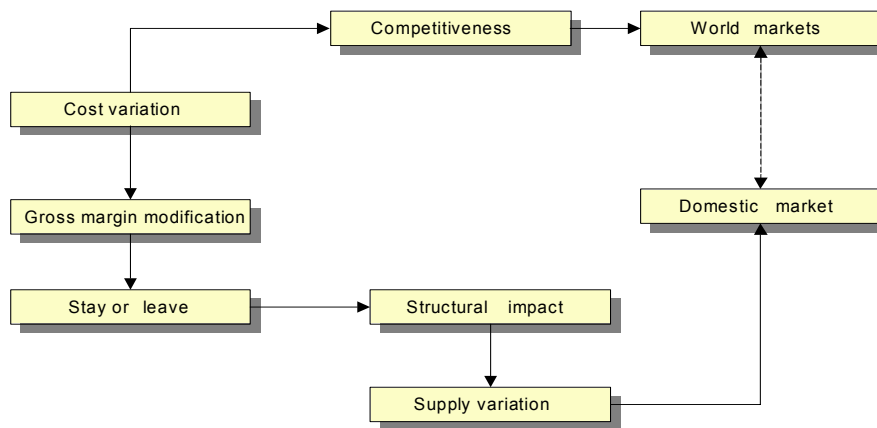 Competitiveness
World markets
Cost variation
Gross margin modification
Domestic market
Stay or leave
Structural impact
Supply variation